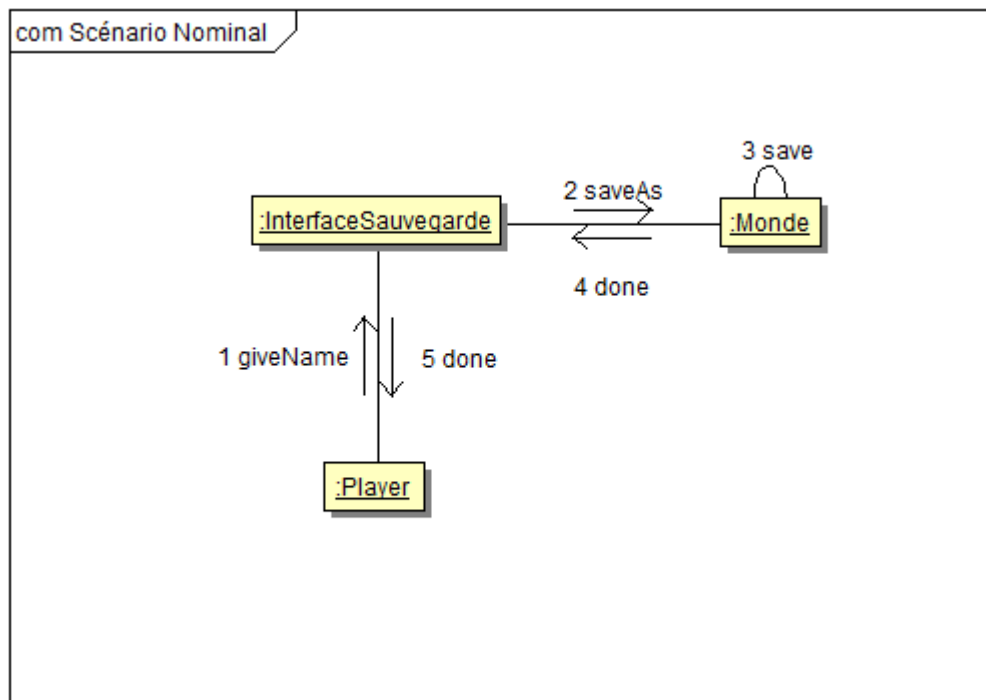 com Scénario Nominal
3 save
2 saveAs
:InterfaceSauvegarde
:Monde
4 done
1 giveName
5 done
:Player